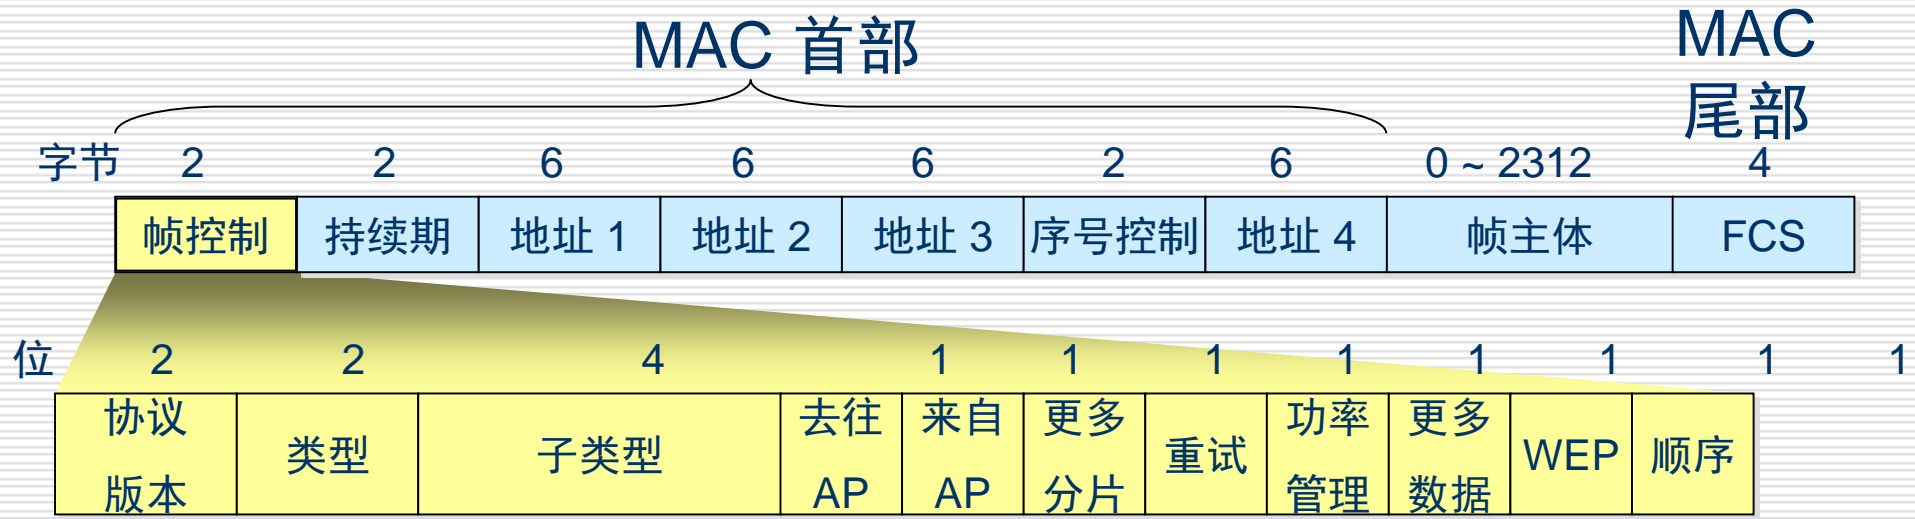 MAC 首部
MAC
尾部
字节 2 2 6 6 6 2 6 0 ~ 2312 4
帧控制 持续期 地址 1 地址 2 地址 3 序号控制 地址 4 帧主体 FCS
位 2 2 4 1 1 1 1 1 1 1 1
协议 版本 类型 子类型 去往 AP 来自 AP 更多 分片 重试 功率 管理 更多 数据 WEP 顺序